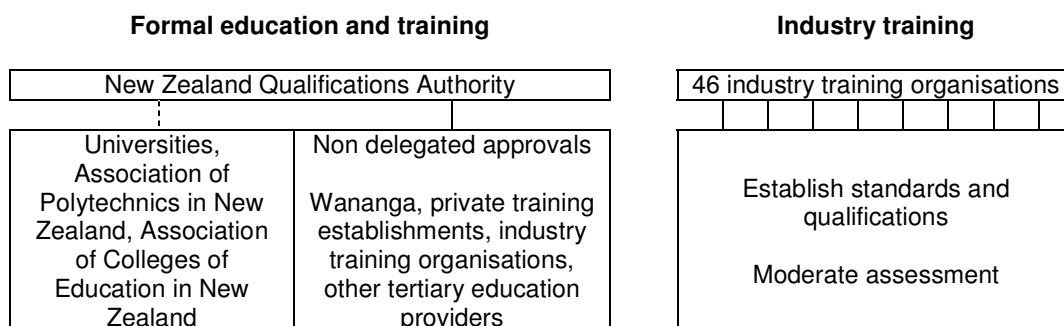 Formal education and training
Industry training
New Zealand Qualifications Authority
46 industry training organisations
Universities,
Association of
Polytechnics in New
Zealand, Association
of Colleges of
Education in New
Zealand
Non delegated approvals
Wananga, private training
establishments, industry
training organisations,
other tertiary education
providers
Establish standards and
qualifications
Moderate assessment